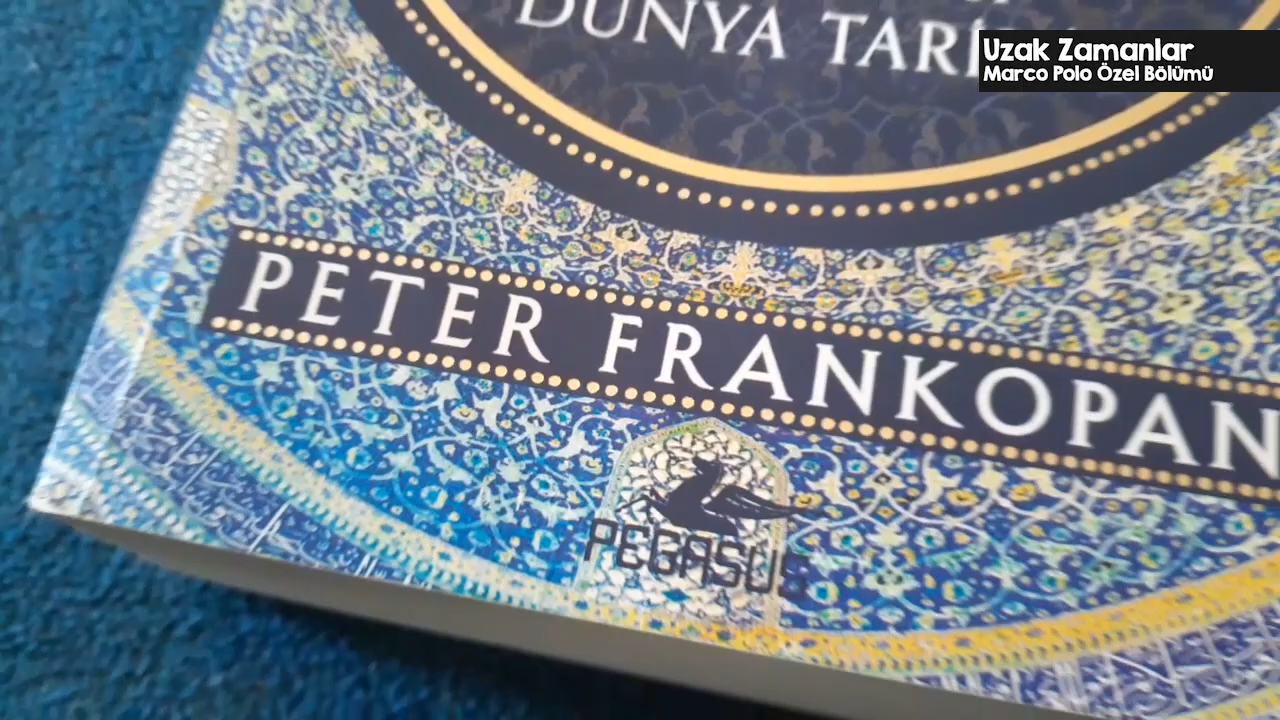 DÜNYA TARİ
Uzak Zamanlar
Marco Polo Özel Bölümü
PETER FRANKOPAN
PEGASUS